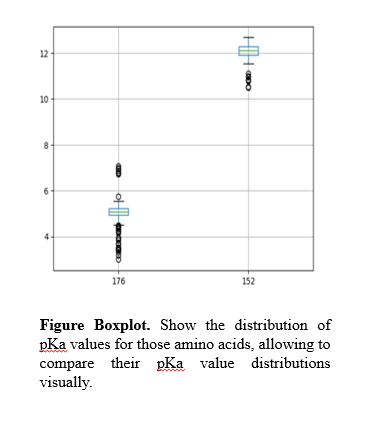 12
10
8
6
4
176 152
Figure Boxplot. Show the distribution of
pKa values for those amino acids, allowing to
compare their pKa value distributions
visually.